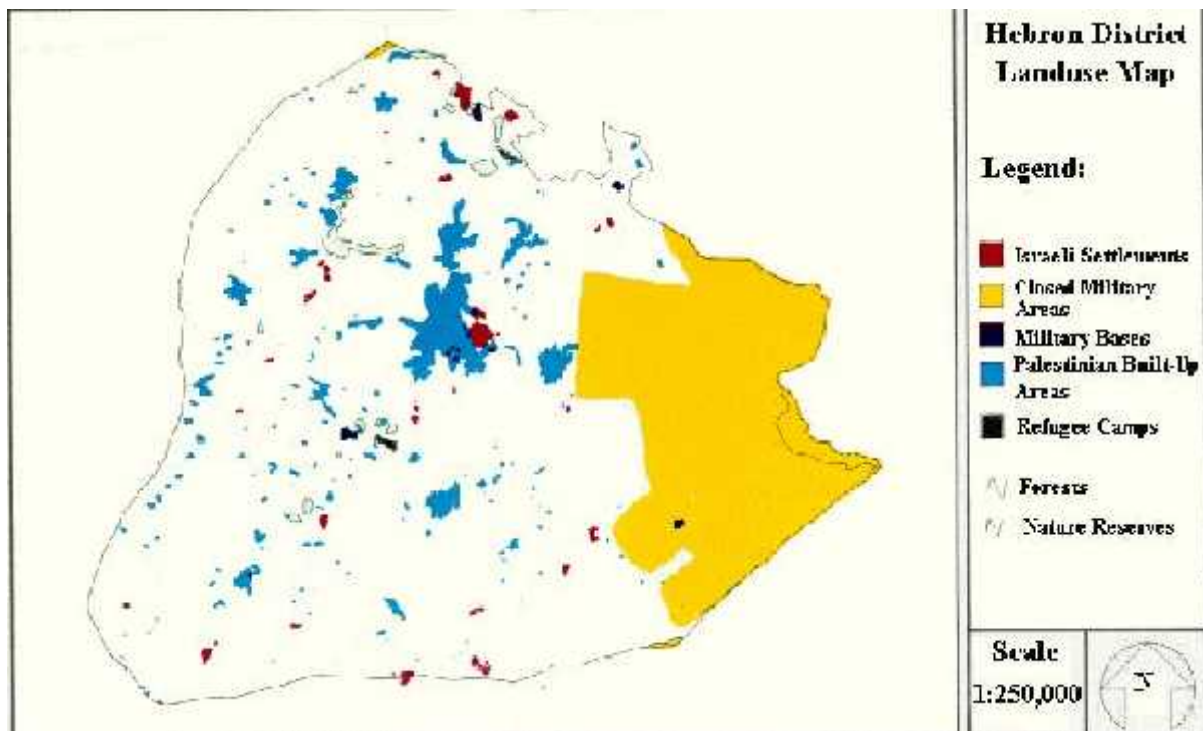 Hebron District
Landuse Map
Legend:
Israeli Settlements
Closed Military
Areas
Military Bases
Palestinian Built-Up
Areas
Refugee Camps
Forests
Nature Reserves
Scale
1:250,000
N